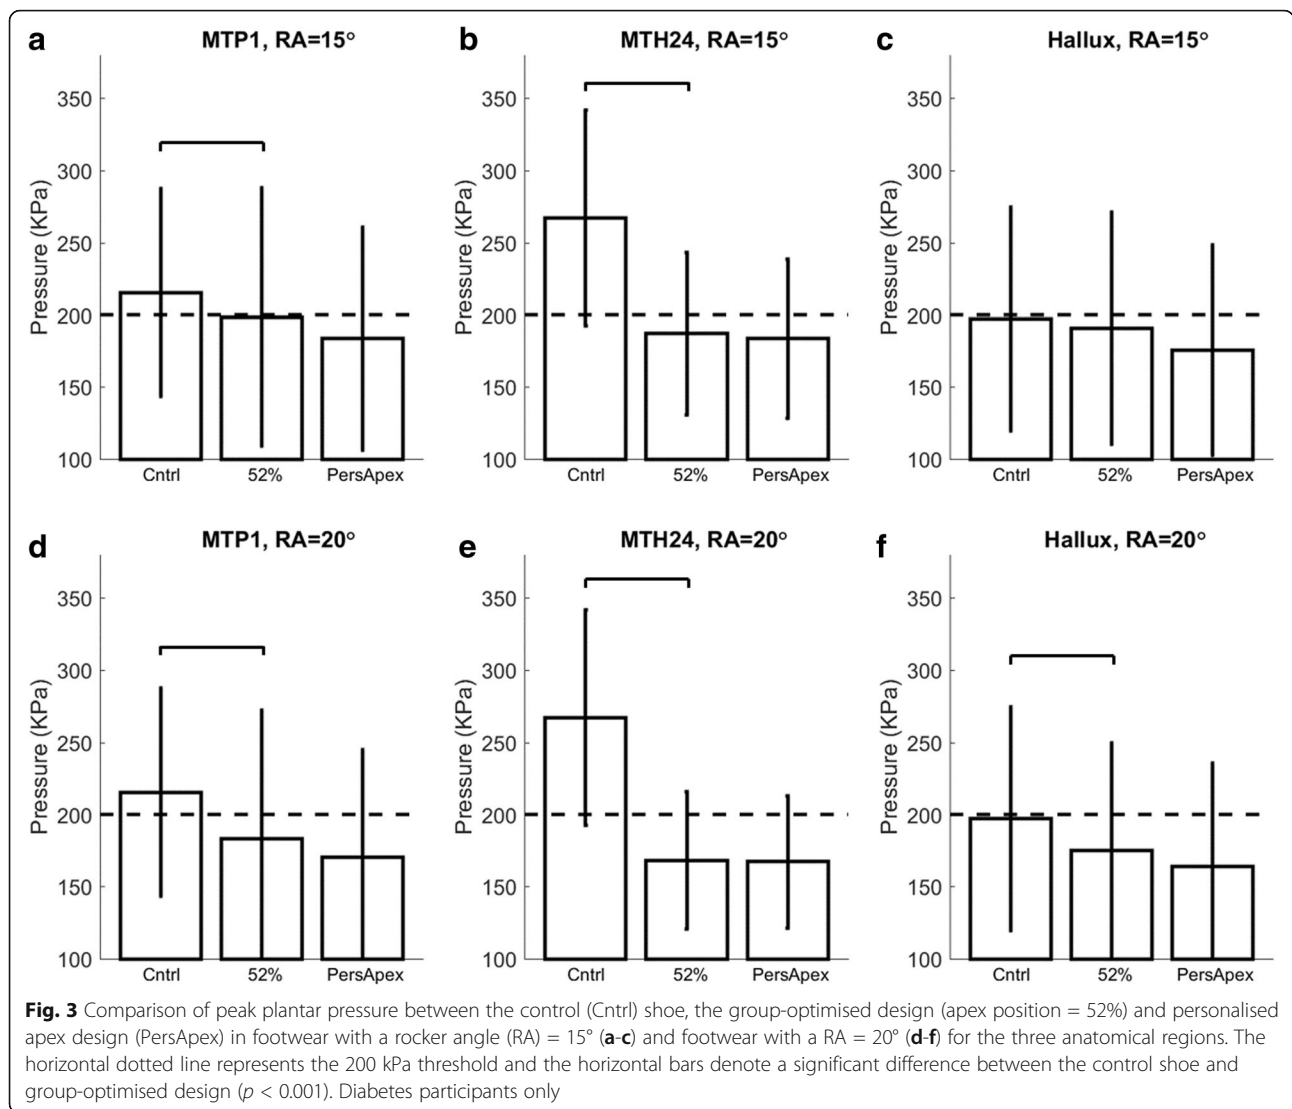 a
MTP1, RA=15°
350
300
250
200
150
100
Pressure (KPa)
Cntrl 52% PersApex
b
MTH24, RA=15°
350
300
250
200
150
100
Pressure (KPa)
Cntrl 52% PersApex
c
Hallux, RA=15°
350
300
250
200
150
100
Pressure (KPa)
Cntrl 52% PersApex
d
MTP1, RA=20°
350
300
250
200
150
100
Pressure (KPa)
Cntrl 52% PersApex
e
MTH24, RA=20°
350
300
250
200
150
100
Pressure (KPa)
Cntrl 52% PersApex
f
Hallux, RA=20°
350
300
250
200
150
100
Pressure (KPa)
Cntrl 52% PersApex
Fig. 3 Comparison of peak plantar pressure between the control (Cntrl) shoe, the group-optimised design (apex position = 52%) and personalised
apex design (PersApex) in footwear with a rocker angle (RA) = 15° (a-c) and footwear with a RA = 20° (d-f) for the three anatomical regions. The
horizontal dotted line represents the 200 kPa threshold and the horizontal bars denote a significant difference between the control shoe and
group-optimised design (p < 0.001). Diabetes participants only